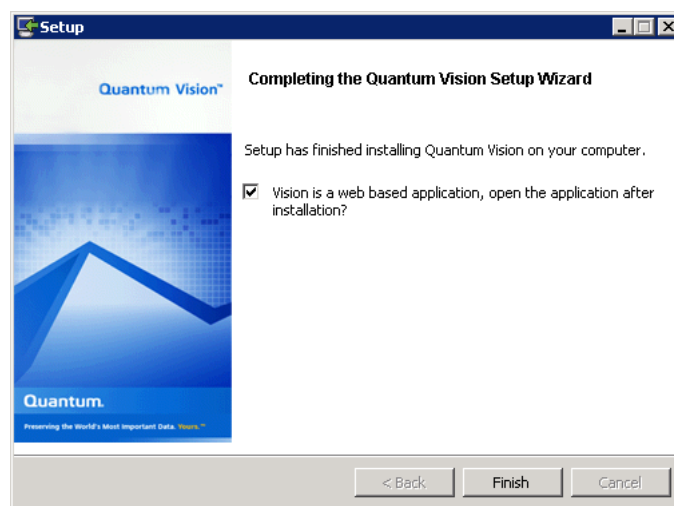 Setup
Quantum Vision™
Completing the Quantum Vision Setup Wizard
Setup has finished installing Quantum Vision on your computer.
Vision is a web based application, open the application after
installation?
Quantum.
Preserving the World's Most Important Data. Yours.™
< Back
Finish
Cancel